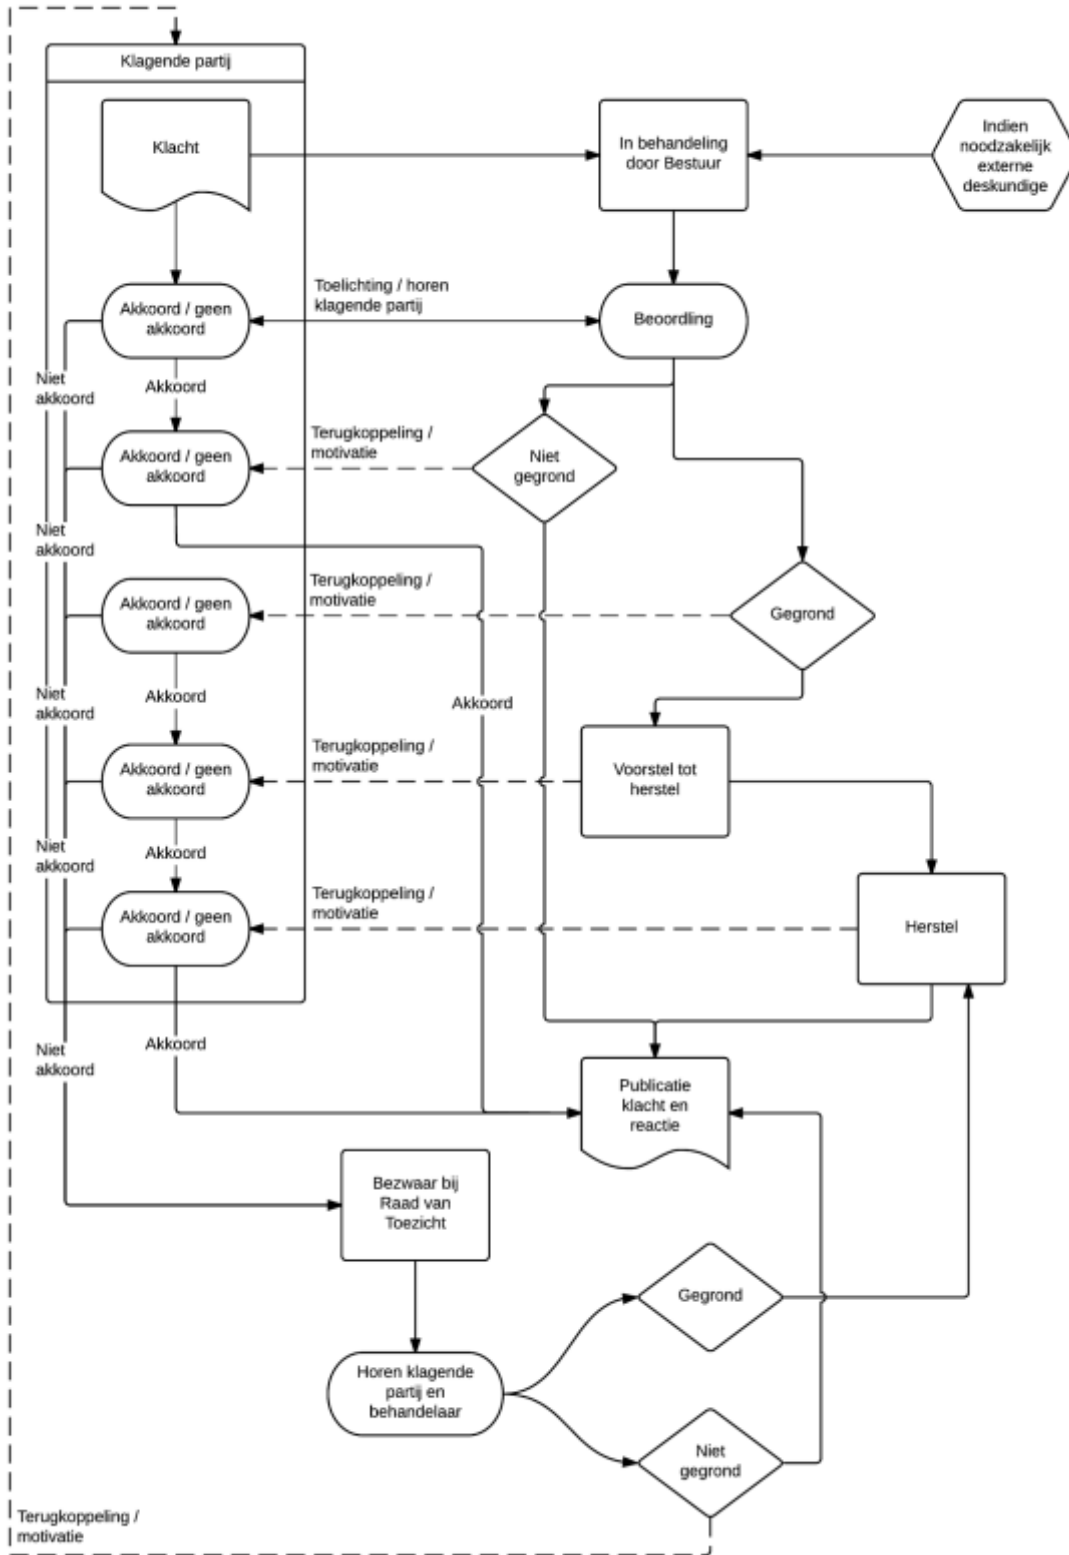 Klagende partij
Klacht
In behandeling
door Bestuur
Indien
noodzakelijk
externe
deskundige
Toelichting / horen
klagende partij
Akkoord / geen
akkoord
Beoordling
Niet
akkoord
Akkoord
Terugkoppeling /
motivatie
Akkoord / geen
akkoord
Niet
gegrond
Niet
akkoord
Terugkoppeling /
motivatie
Akkoord / geen
akkoord
Gegrond
Niet
akkoord
Akkoord
Akkoord
Terugkoppeling /
motivatie
Akkoord / geen
akkoord
Voorstel tot
herstel
Niet
akkoord
Akkoord
Terugkoppeling /
motivatie
Akkoord / geen
akkoord
Herstel
Niet
akkoord
Akkoord
Publicatie
klacht en
reactie
Bezwaar bij
Raad van
Toezicht
Gegrond
Horen klagende
partij en
behandelaar
Niet
gegrond
Terugkoppeling /
motivatie